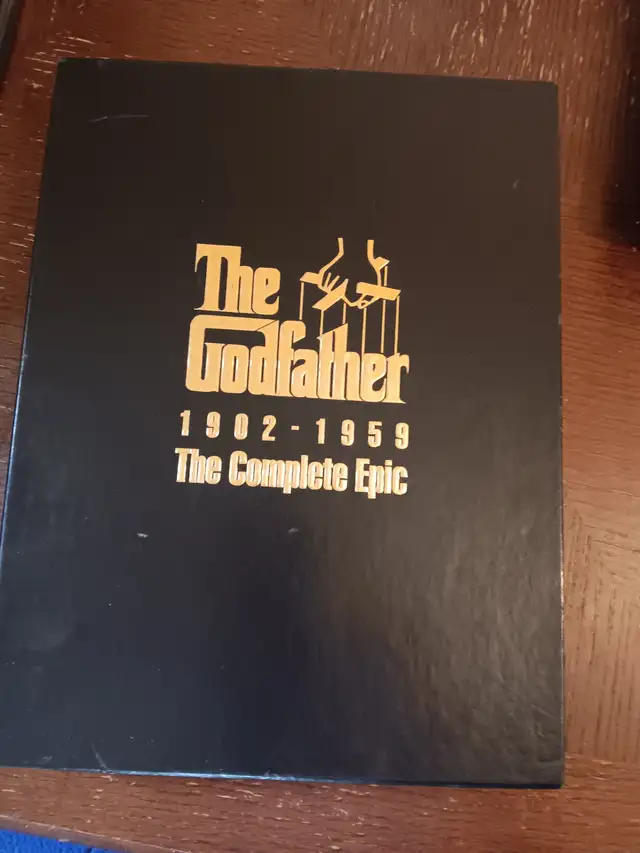 The
Godfather
1902-1959
The Complete Epic